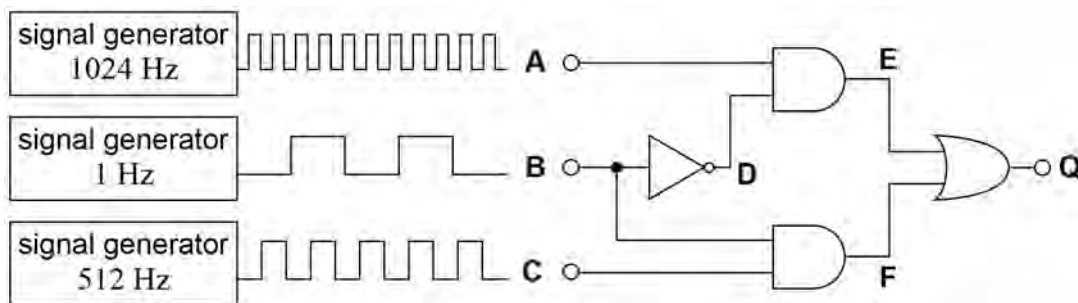 signal generator
1024 Hz
A
E
signal generator
1 Hz
B
D
Q
signal generator
512 Hz
C
F